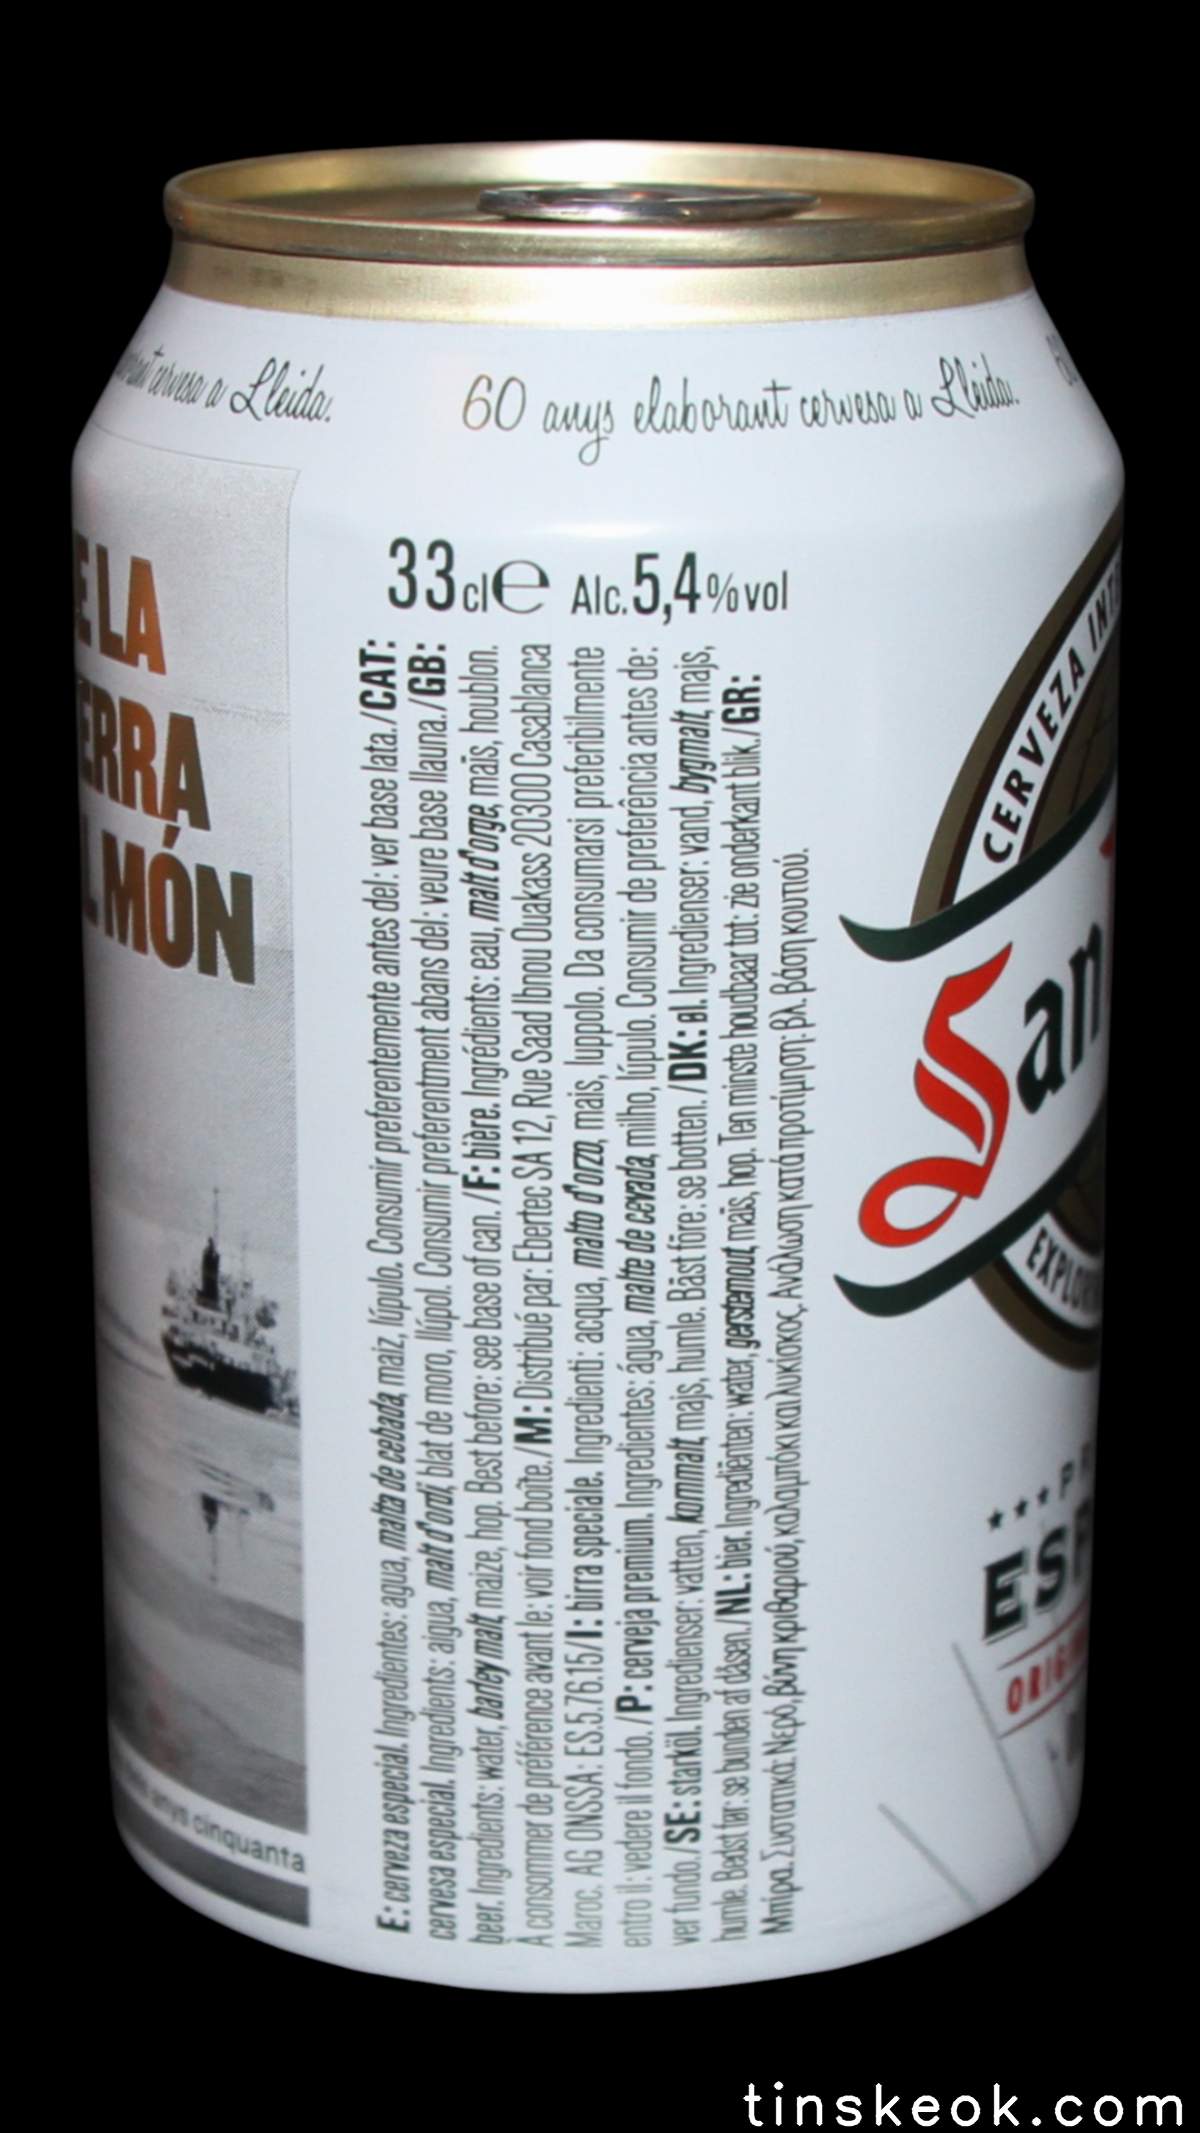 cervesa a Lleida.
60 anys elaborant cervesa a Lleida.
LA
MÓN
anys cinquanta
33 cl e Alc. 5,4 % vol
E: cerveza especial. Ingredientes: agua, malta de cebada, maíz, lúpulo. Consumir preferentemente antes del: ver base lata. / CAT:
cervesa especial. Ingredients: aigua, malt d'ordi, blat de moro, llúpol. Consumir preferentment abans del: veure base llauna. / GB:
beer. Ingredients: water, barley malt, maize, hop. Best before: see base of can. / F: bière. Ingrédients: eau, malt d'orge, maïs, houblon.
A consommer de préférence avant le: voir fond boîte. / M: Distribué par: Ebertec SA 12, Rue Saad Ibnou Ouakass 20300 Casablanca
Maroc. AG ONSSA: ES.5.76.15 / I: birra speciale. Ingredienti: acqua, malto d'orzo, mais, luppolo. Da consumarsi preferibilmente
entro il: vedere il fondo. / P: cerveja premium. Ingredientes: água, malte de cevada, milho, lúpulo. Consumir de preferência antes de:
ver fundo. / SE: starköl. Ingredienser: vatten, kornmalt, majs, humle. Bäst före: se botten. / DK: øl. Ingredienser: vand, bygmalt, majs,
humle. Bedst før: se bunden af dåsen. / NL: bier. Ingrediënten: water, gerstemout, maïs, hop. Ten minste houdbaar tot: zie onderkant blik. / GR:
Μπίρα. Συστατικά: Νερό, βύνη κριθαριού, καλαμπόκι και λυκίσκος. Ανάλωση κατά προτίμηση: βλ. βάση κουτιού.
CERVEZA
San
tinskeok.com